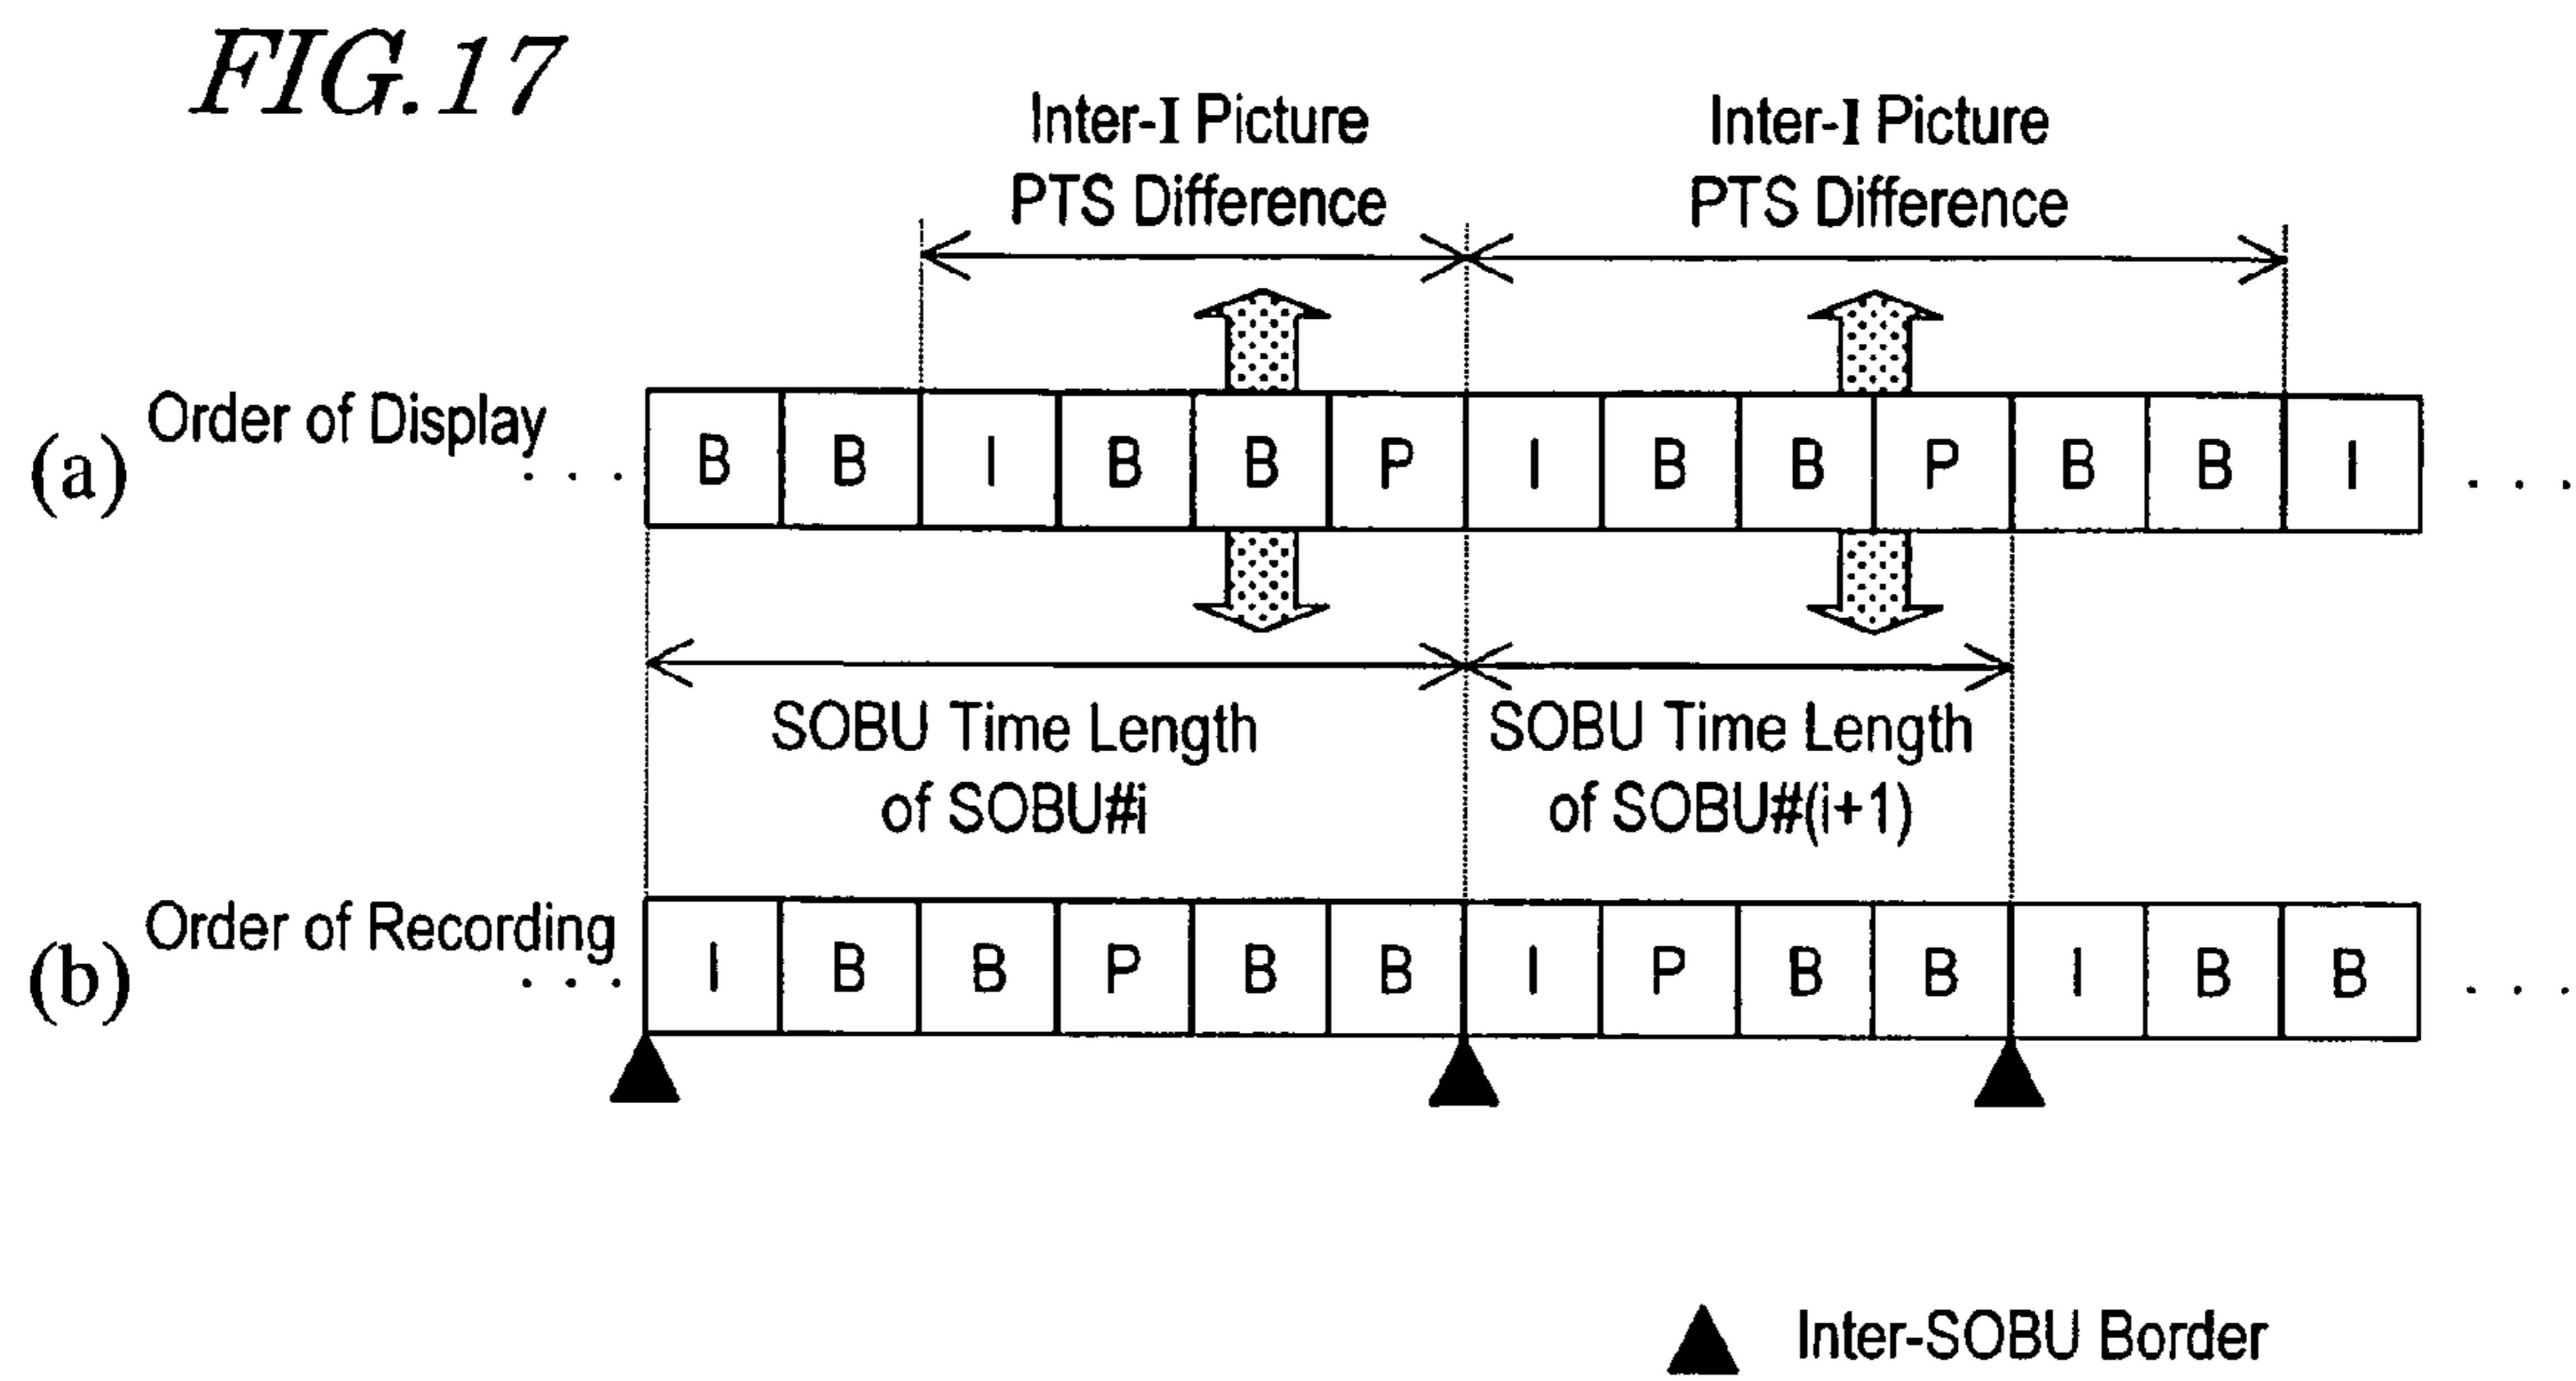 FIG.17
Inter-I Picture
PTS Difference
Inter-I Picture
PTS Difference
(a) Order of Display
... B B I B B P I B B P B B I ...
SOBU Time Length
of SOBU#i
SOBU Time Length
of SOBU#(i+1)
(b) Order of Recording
... I B B P B B I P B B I B B ...
▲ Inter-SOBU Border